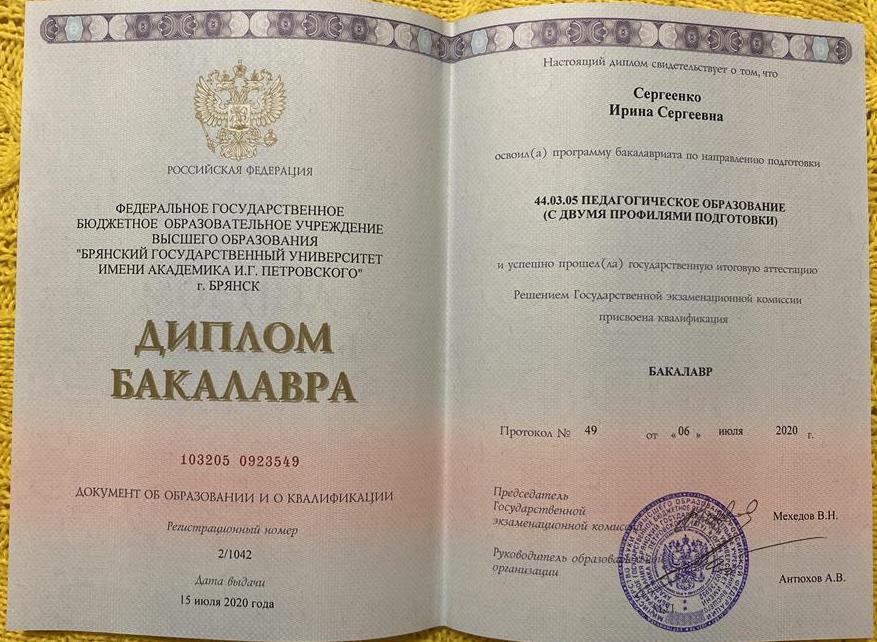 РОССИЙСКАЯ ФЕДЕРАЦИЯ
ФЕДЕРАЛЬНОЕ ГОСУДАРСТВЕННОЕ
БЮДЖЕТНОЕ ОБРАЗОВАТЕЛЬНОЕ УЧРЕЖДЕНИЕ
ВЫСШЕГО ОБРАЗОВАНИЯ
"БРЯНСКИЙ ГОСУДАРСТВЕННЫЙ УНИВЕРСИТЕТ
ИМЕНИ АКАДЕМИКА И.Г. ПЕТРОВСКОГО"
г. БРЯНСК
ДИПЛОМ
БАКАЛАВРА
103205 0923549
ДОКУМЕНТ ОБ ОБРАЗОВАНИИ И О КВАЛИФИКАЦИИ
Регистрационный номер
2/1042
Дата выдачи
15 июля 2020 года
Настоящий диплом свидетельствует о том, что
Сергеенко
Ирина Сергеевна
освоил(а) программу бакалавриата по направлению подготовки
44.03.05 ПЕДАГОГИЧЕСКОЕ ОБРАЗОВАНИЕ
(С ДВУМЯ ПРОФИЛЯМИ ПОДГОТОВКИ)
и успешно прошел(ла) государственную итоговую аттестацию
Решением Государственной экзаменационной комиссии
присвоена квалификация
БАКАЛАВР
Протокол № 49 от «06» июля 2020 г.
Председатель
Государственной
экзаменационной комиссии
Мехедов В.Н.
Руководитель образовательной
организации
Антюхов А.В.